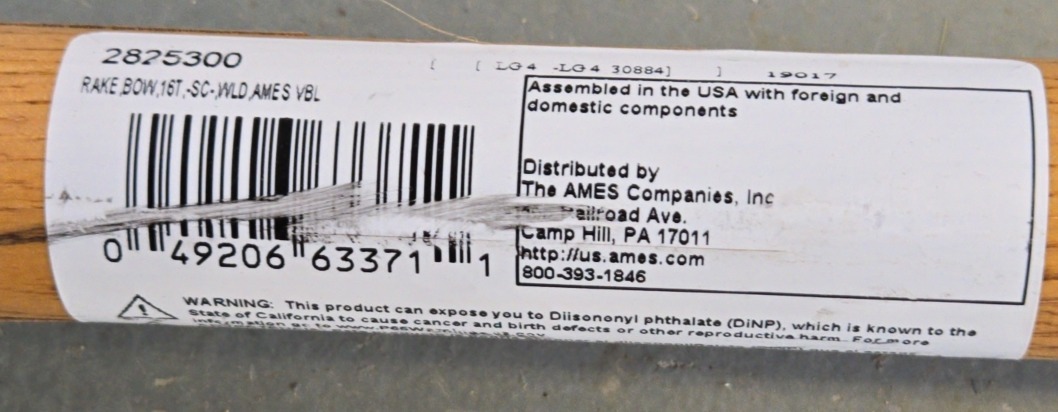 2825300
[ [ LG4 -LG4 30884] ] 19017
RAKE,BOW,16T,-SC-,WLD,AMES VBL
0 49206 63371 1
Assembled in the USA with foreign and
domestic components
Distributed by
The AMES Companies, Inc
Railroad Ave.
Camp Hill, PA 17011
http://us.ames.com
800-393-1846
WARNING: This product can expose you to Diisononyl phthalate (DiNP), which is known to the
State of California to cause cancer and birth defects or other reproductive harm. For more
information go to